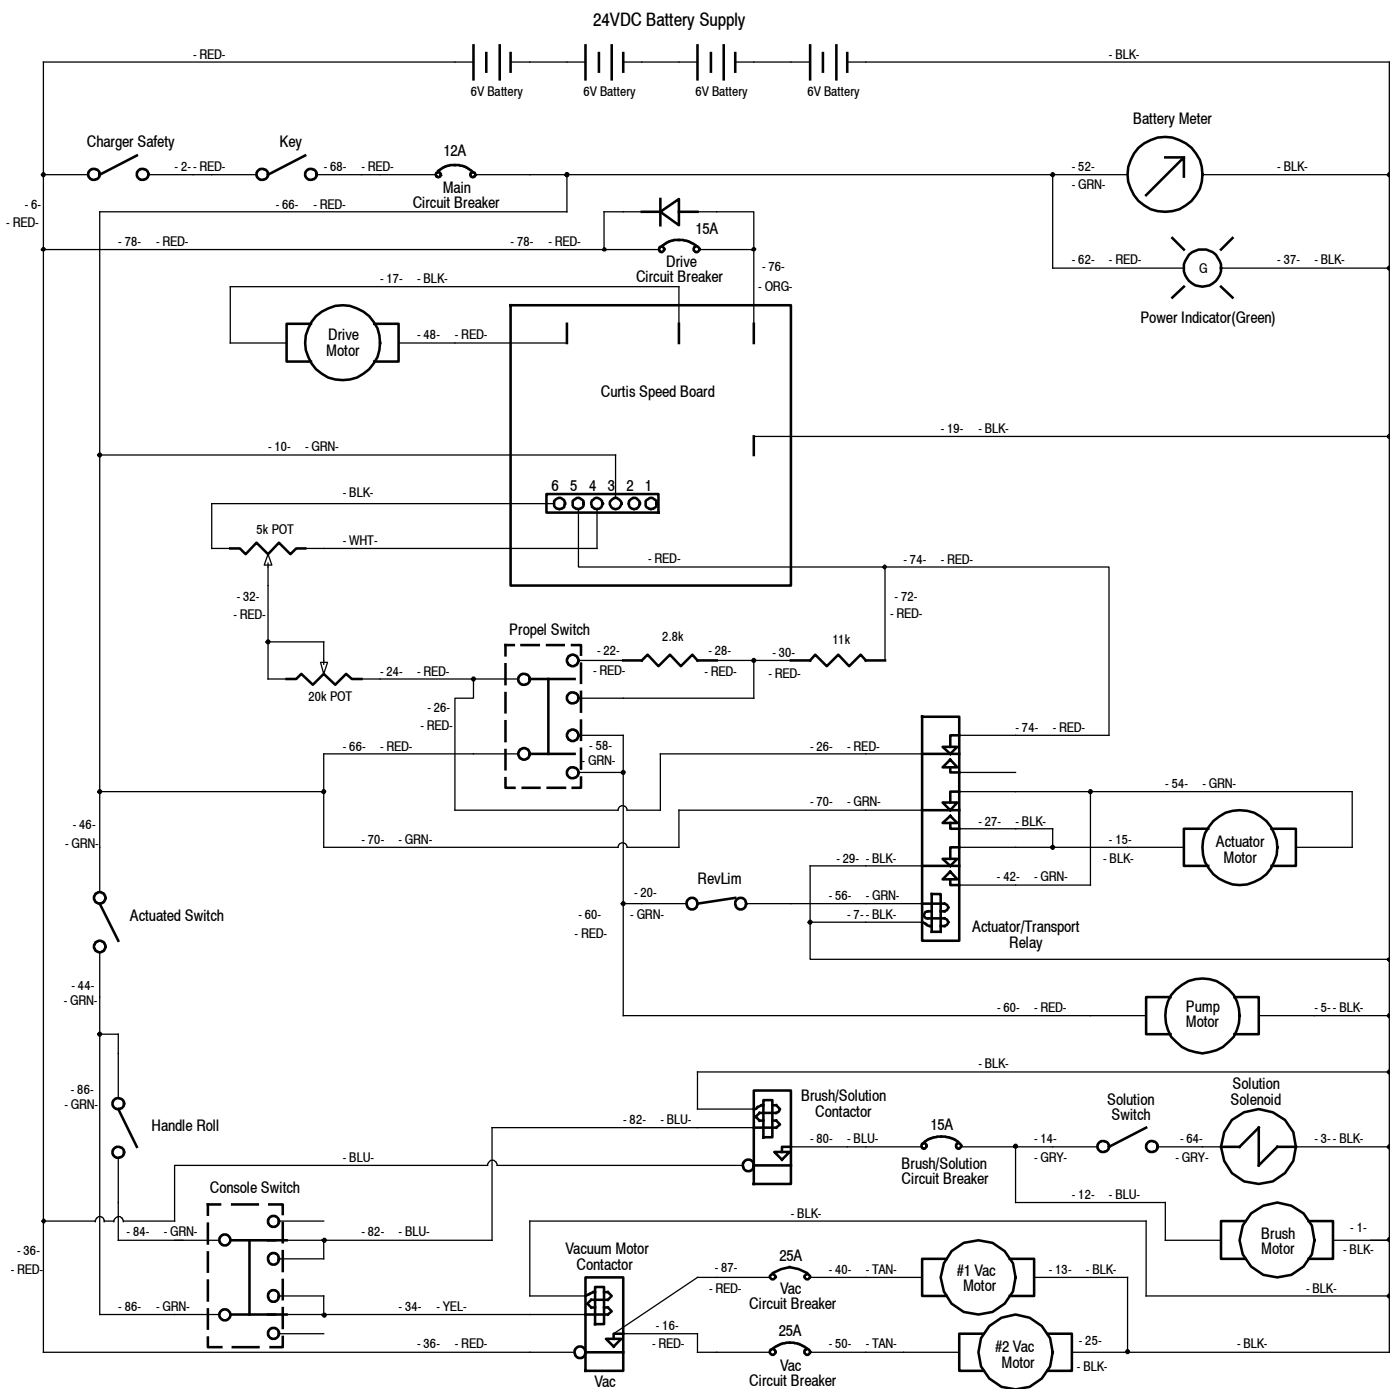 24VDC Battery Supply
- RED-
- BLK-
6V Battery
6V Battery
6V Battery
6V Battery
Charger Safety
Key
12A
Battery Meter
- 2-- RED-
- 68- - RED-
Main
Circuit Breaker
- 52-
- GRN-
- BLK-
- 6-
- RED-
- 66- - RED-
15A
- 78- - RED-
- 78- - RED-
Drive
Circuit Breaker
- 76-
- ORG-
- 62- - RED-
G
- 37- - BLK-
Power Indicator(Green)
- 17- - BLK-
Drive
Motor
- 48- - RED-
Curtis Speed Board
- 19- - BLK-
- 10- - GRN-
6 5 4 3 2 1
- BLK-
5k POT
- WHT-
- RED-
- 74- - RED-
- 32-
- RED-
- 72-
- RED-
Propel Switch
- 22-
- RED-
2.8k
- 28-
- RED-
- 30-
- RED-
11k
- 24- - RED-
20k POT
- 26-
- RED-
- 74- - RED-
- 66- - RED-
- 58-
- GRN-
- 26- - RED-
- 54- - GRN-
- 70- - GRN-
- 27- - BLK-
- 46-
- GRN-
- 70- - GRN-
- 15-
- BLK-
Actuator
Motor
- 29- - BLK-
- 42- - GRN-
RevLim
- 20-
- GRN-
- 56- - GRN-
- 7-- BLK-
Actuated Switch
- 60-
- RED-
Actuator/Transport
Relay
- 44-
- GRN-
- 60- - RED-
Pump
Motor
- 5-- BLK-
- BLK-
- 86-
- GRN-
Handle Roll
Brush/Solution
Contactor
- 82- - BLU-
- 80- - BLU-
15A
Brush/Solution
Circuit Breaker
- 14-
- GRY-
Solution
Switch
- 64-
- GRY-
Solution
Solenoid
- 3-- BLK-
- BLU-
Console Switch
- 12- - BLU-
- 84- - GRN-
- 82- - BLU-
- BLK-
Brush
Motor
- 1-
- BLK-
- 36-
- RED-
Vacuum Motor
Contactor
- 87-
- RED-
25A
Vac
Circuit Breaker
- 40- - TAN-
#1 Vac
Motor
- 13- - BLK-
- BLK-
- 86- - GRN-
- 34- - YEL-
- 36- - RED-
- 16-
- RED-
25A
Vac
Circuit Breaker
- 50- - TAN-
#2 Vac
Motor
- 25-
- BLK-
- BLK-
Vac